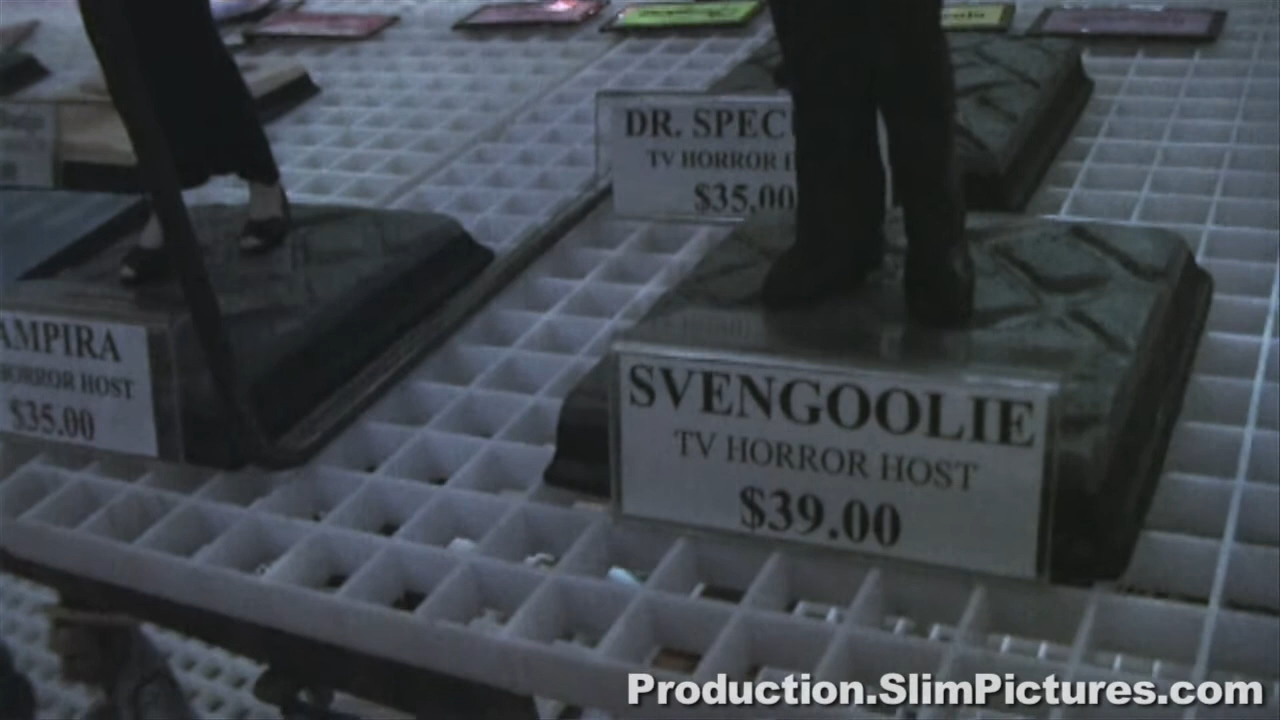 DR. SPEC
TV HORROR
$35.00
AMPIRA
HORROR HOST
$35.00
SVENGOOLIE
TV HORROR HOST
$39.00
Production.SlimPictures.com